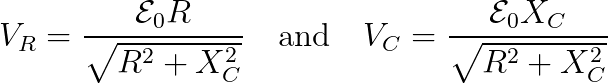 $V_R = \frac{\mathcal{E}_0 R}{\sqrt{R^2 + X_C^2}} \quad \text{and} \quad V_C = \frac{\mathcal{E}_0 X_C}{\sqrt{R^2 + X_C^2}}$